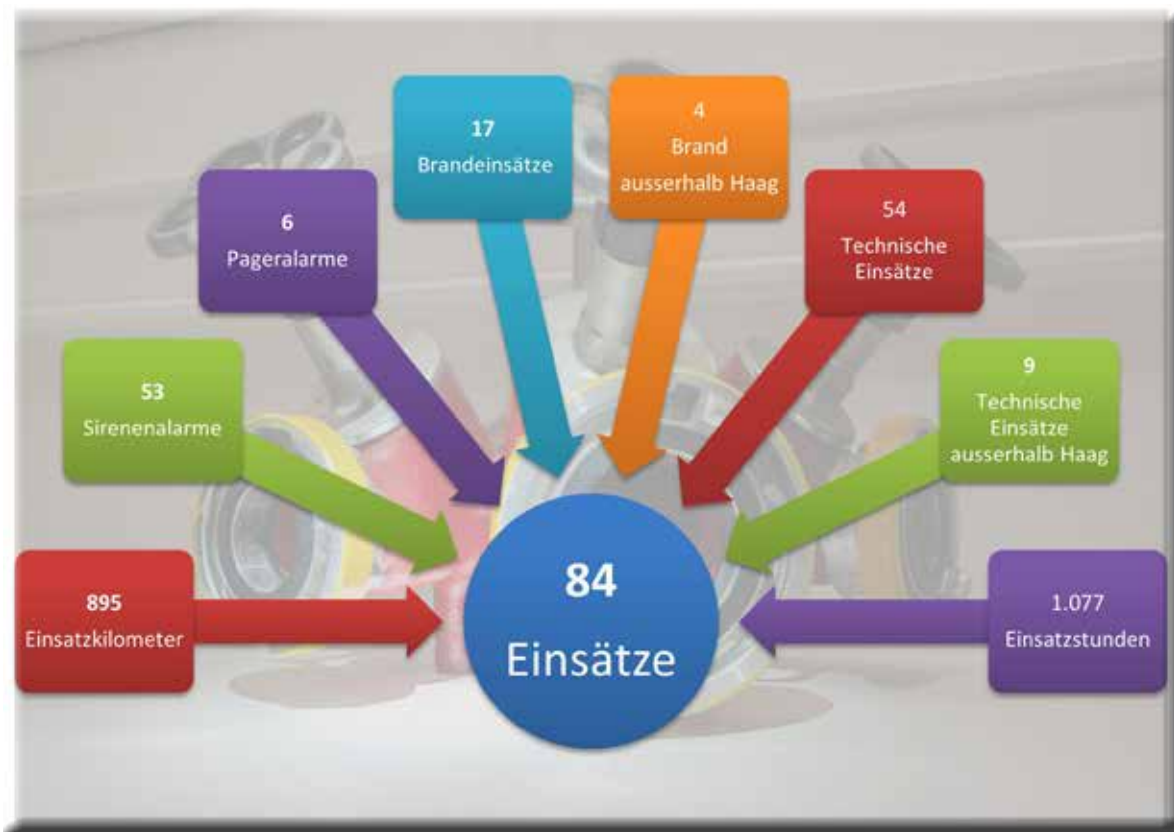 17
Brandeinsätze
4
Brand
ausserhalb Haag
6
Pageralarme
54
Technische
Einsätze
53
Sirenenalarme
9
Technische
Einsätze
ausserhalb Haag
895
Einsatzkilometer
84
Einsätze
1.077
Einsatzstunden